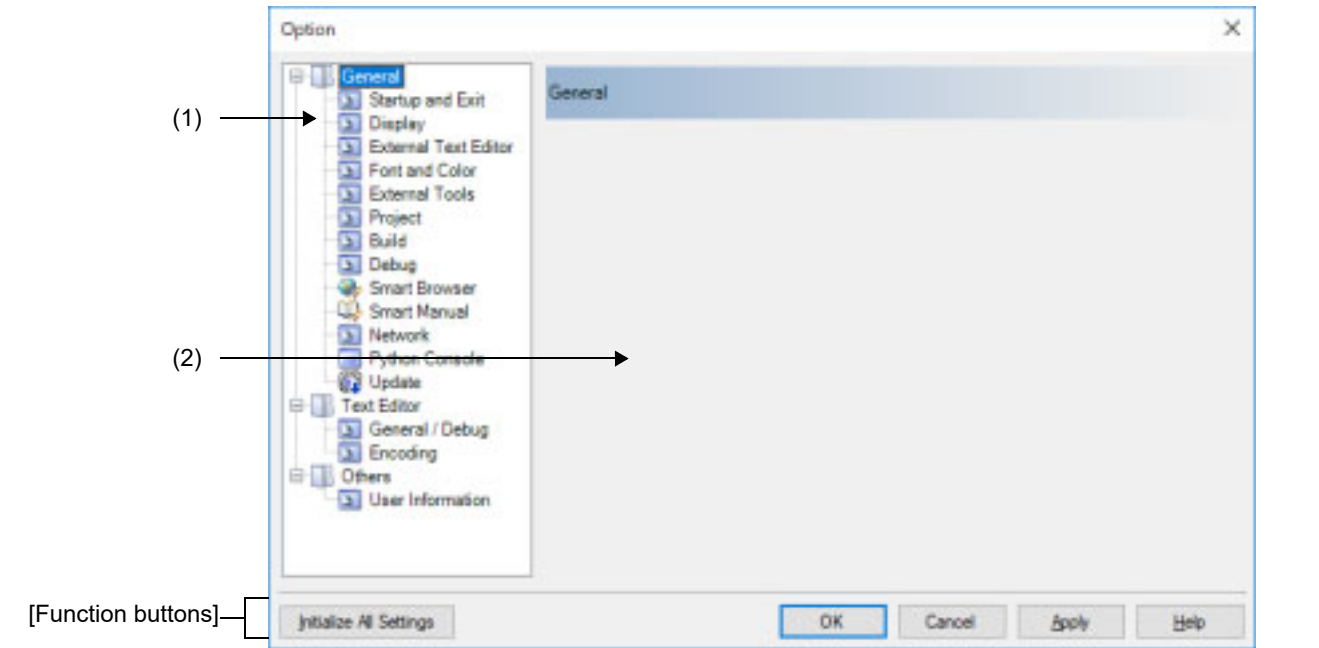 Option
General
General
Startup and Exit
(1)
Display
External Text Editor
Font and Color
External Tools
Project
Build
Debug
Smart Browser
Smart Manual
Network
(2)
Python Console
Update
Text Editor
General / Debug
Encoding
Others
User Information
[Function buttons]
Initialize All Settings
OK
Cancel
Apply
Help